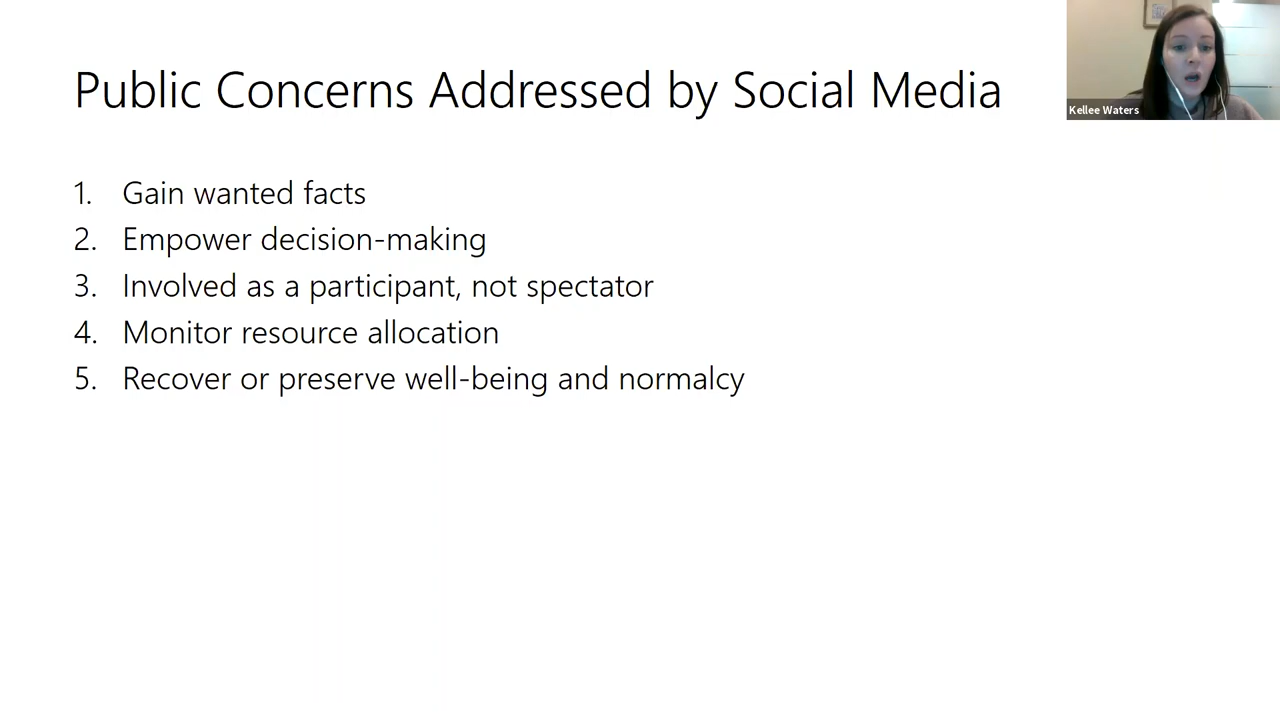 Public Concerns Addressed by Social Media
Kellee Waters
1. Gain wanted facts
2. Empower decision-making
3. Involved as a participant, not spectator
4. Monitor resource allocation
5. Recover or preserve well-being and normalcy